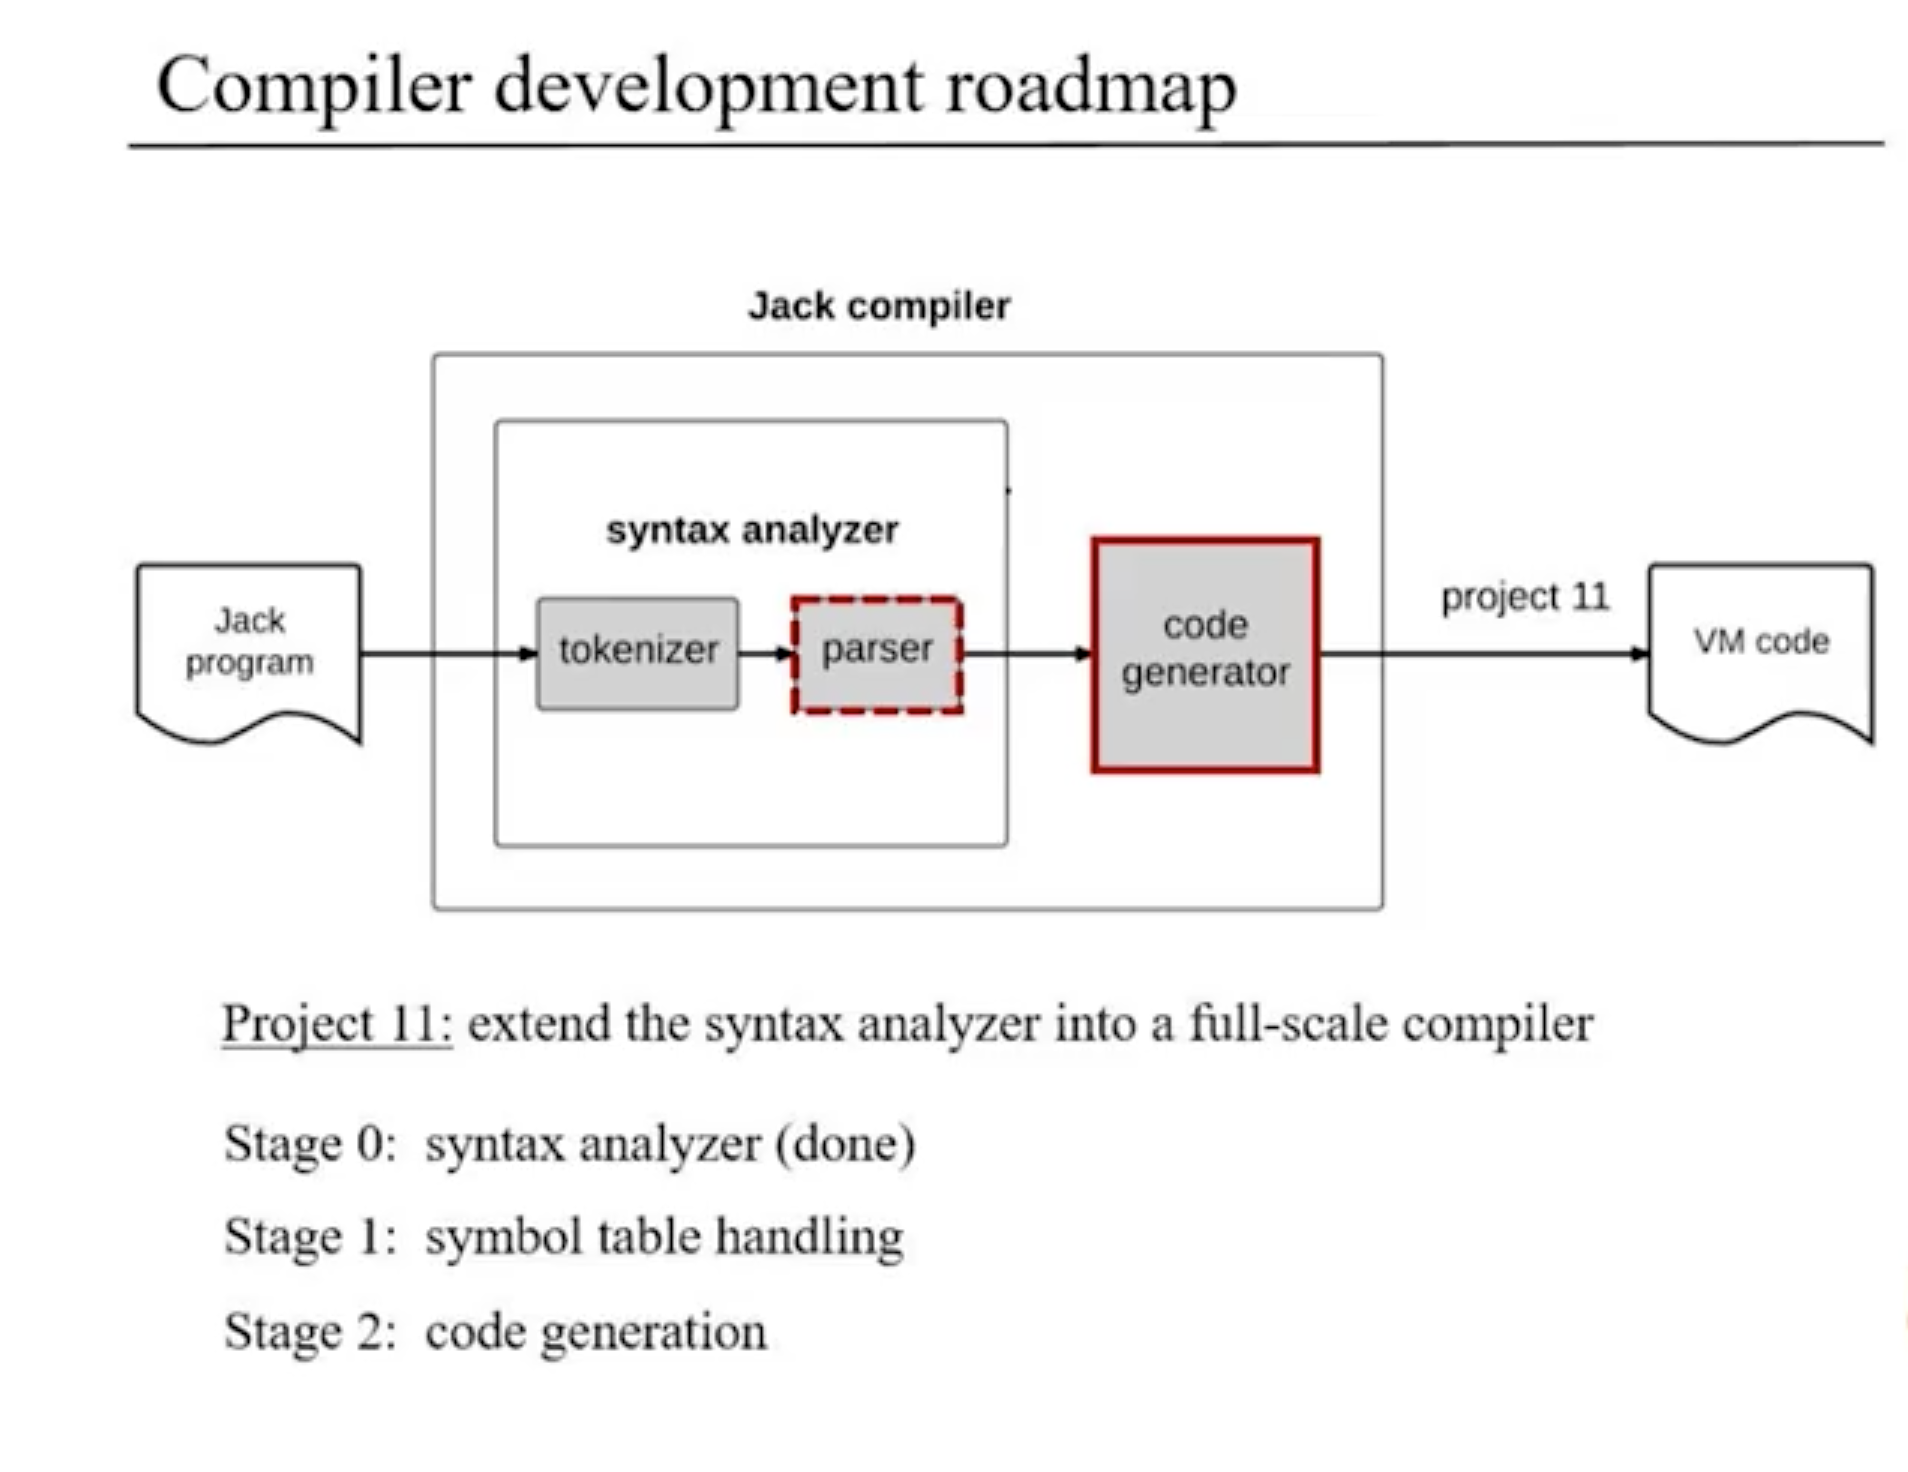 Compiler development roadmap
Jack compiler
syntax analyzer
Jack
program
tokenizer
parser
code
generator
project 11
VM code
Project 11: extend the syntax analyzer into a full-scale compiler
Stage 0: syntax analyzer (done)
Stage 1: symbol table handling
Stage 2: code generation